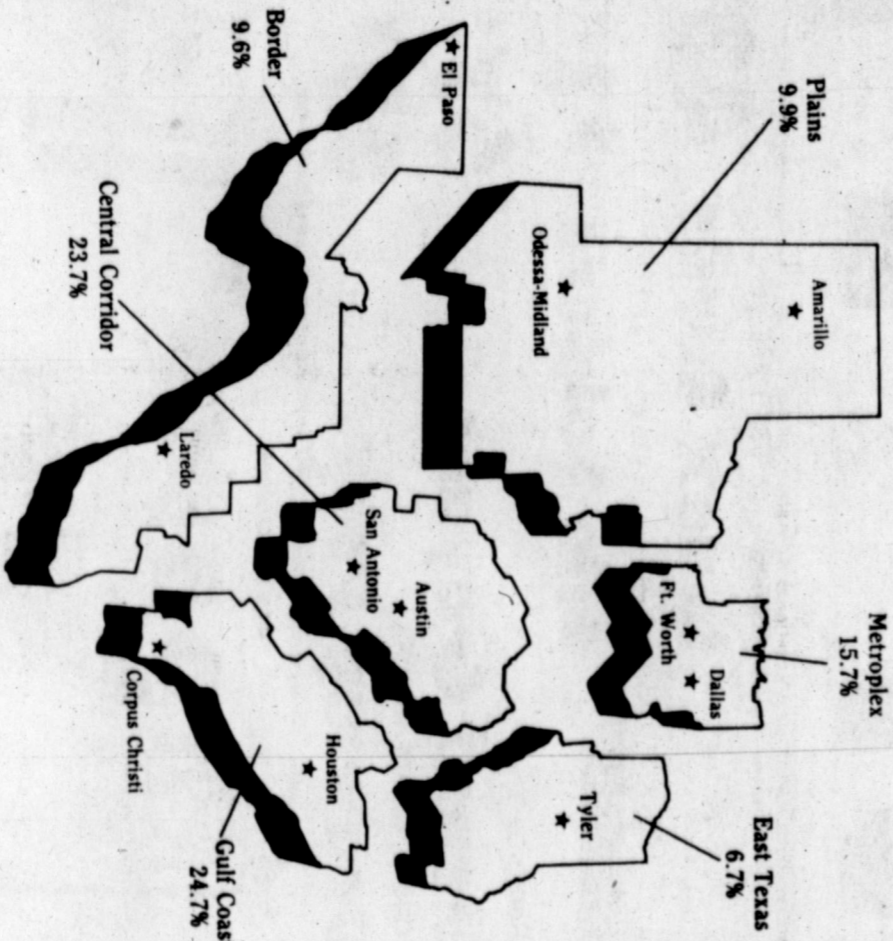 Plains
9.9%
Amarillo
Odessa-Midland
Metroplex
15.7%
Ft. Worth
Dallas
East Texas
6.7%
Tyler
Border
9.6%
El Paso
Laredo
Central Corridor
23.7%
San Antonio
Austin
Houston
Corpus Christi
Gulf Coas
24.7%